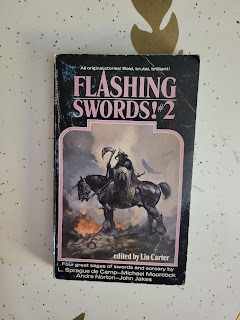 All original stories! Bold, brutal, brilliant!
FLASHING
SWORDS! #2
edited by Lin Carter
Four great sagas of swords and sorcery by
L. Sprague de Camp—Michael Moorcock
Andre Norton—John Jakes